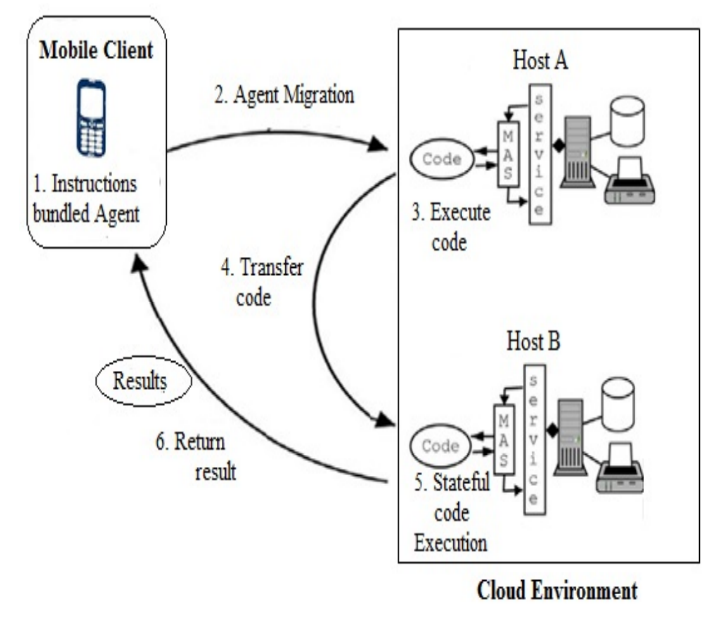 Mobile Client
1. Instructions
bundled Agent
2. Agent Migration
Host A
Code
MAS
service
3. Execute
code
4. Transfer
code
Host B
Code
MAS
service
5. Stateful
code
Execution
Results
6. Return
result
Cloud Environment